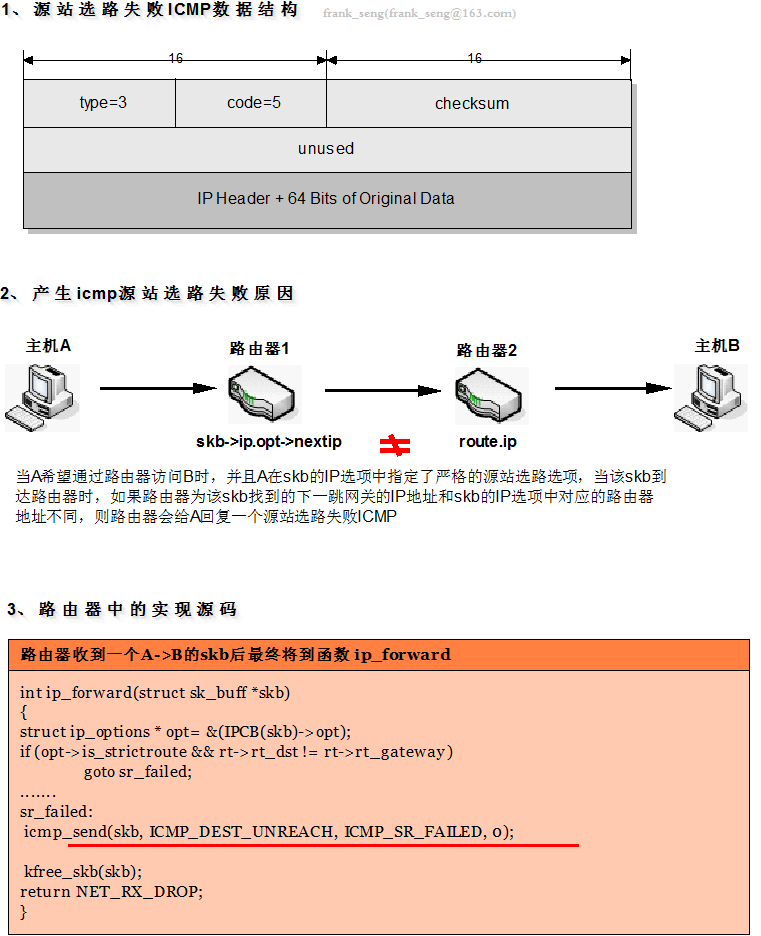 1、源站选路失败ICMP数据结构 frank_seng(frank_seng@163.com)
16 16
type=3 code=5 checksum
unused
IP Header + 64 Bits of Original Data
2、产生icmp源站选路失败原因
主机A 路由器1 路由器2 主机B
skb->ip.opt->nextip ≠ route.ip
当A希望通过路由器访问B时，并且A在skb的IP选项中指定了严格的源站选路选项，当该skb到
达路由器时，如果路由器为该skb找到的下一跳网关的IP地址和skb的IP选项中对应的路由器
地址不同，则路由器会给A回复一个源站选路失败ICMP
3、路由器中的实现源码
路由器收到一个A->B的skb后最终将到函数 ip_forward
int ip_forward(struct sk_buff *skb)
{
struct ip_options * opt= &(IPCB(skb)->opt);
if (opt->is_strictroute && rt->rt_dst != rt->rt_gateway)
goto sr_failed;
.......
sr_failed:
icmp_send(skb, ICMP_DEST_UNREACH, ICMP_SR_FAILED, 0);
kfree_skb(skb);
return NET_RX_DROP;
}